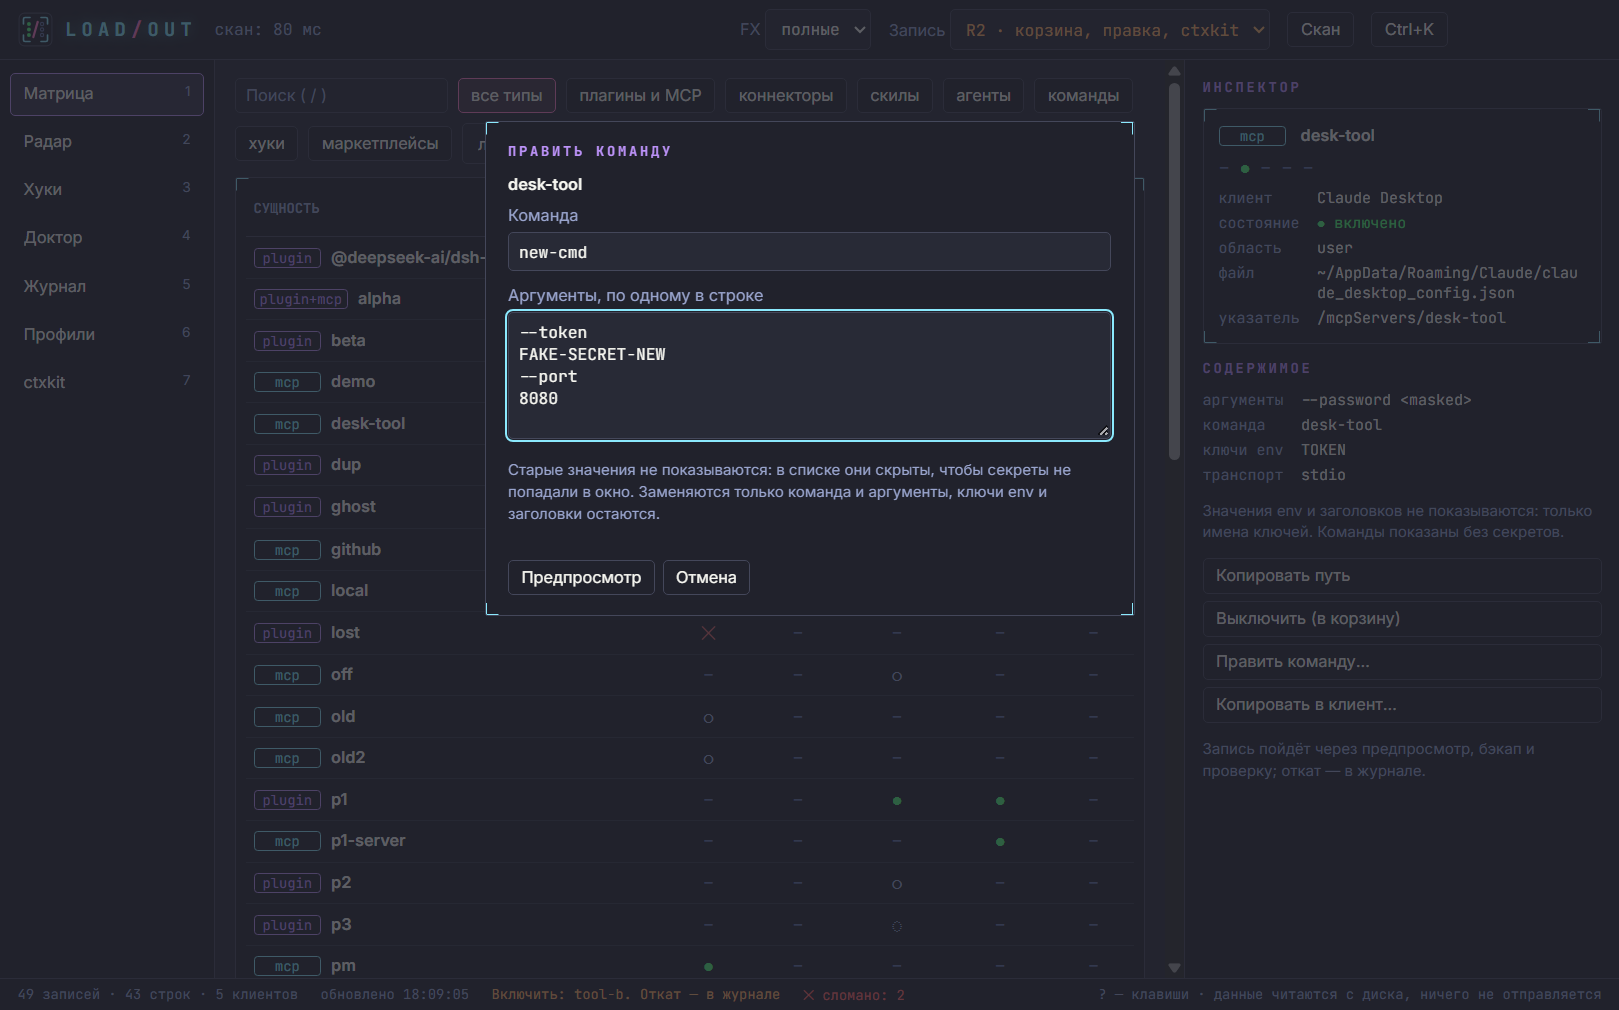 LOAD/OUT
скан: 80 мс
FX
полные
Запись
R2 · корзина, правка, ctxkit
Скан
Ctrl+K
Матрица 1
Радар 2
Хуки 3
Доктор 4
Журнал 5
Профили 6
ctxkit 7
Поиск ( / )
все типы
плагины и MCP
коннекторы
скилы
агенты
команды
хуки
маркетплейсы
СУЩНОСТЬ
plugin @deepseek-ai/dsh-
plugin+mcp alpha
plugin beta
mcp demo
mcp desk-tool
plugin dup
plugin ghost
mcp github
mcp local
plugin lost
mcp off
mcp old
mcp old2
plugin p1
mcp p1-server
plugin p2
plugin p3
mcp pm
ПРАВИТЬ КОМАНДУ
desk-tool
Команда
new-cmd
Аргументы, по одному в строке
--token
FAKE-SECRET-NEW
--port
8080
Старые значения не показываются: в списке они скрыты, чтобы секреты не
попадали в окно. Заменяются только команда и аргументы, ключи env и
заголовки остаются.
Предпросмотр
Отмена
ИНСПЕКТОР
mcp desk-tool
клиент Claude Desktop
состояние ● включено
область user
файл ~/AppData/Roaming/Claude/clau
de_desktop_config.json
указатель /mcpServers/desk-tool
СОДЕРЖИМОЕ
аргументы --password <masked>
команда desk-tool
ключи env TOKEN
транспорт stdio
Значения env и заголовков не показываются: только
имена ключей. Команды показаны без секретов.
Копировать путь
Выключить (в корзину)
Править команду...
Копировать в клиент...
Запись пойдёт через предпросмотр, бэкап и
проверку; откат — в журнале.
49 записей · 43 строк · 5 клиентов
обновлено 18:09:05
Включить: tool-b. Откат — в журнале
сломано: 2
? — клавиши · данные читаются с диска, ничего не отправляется